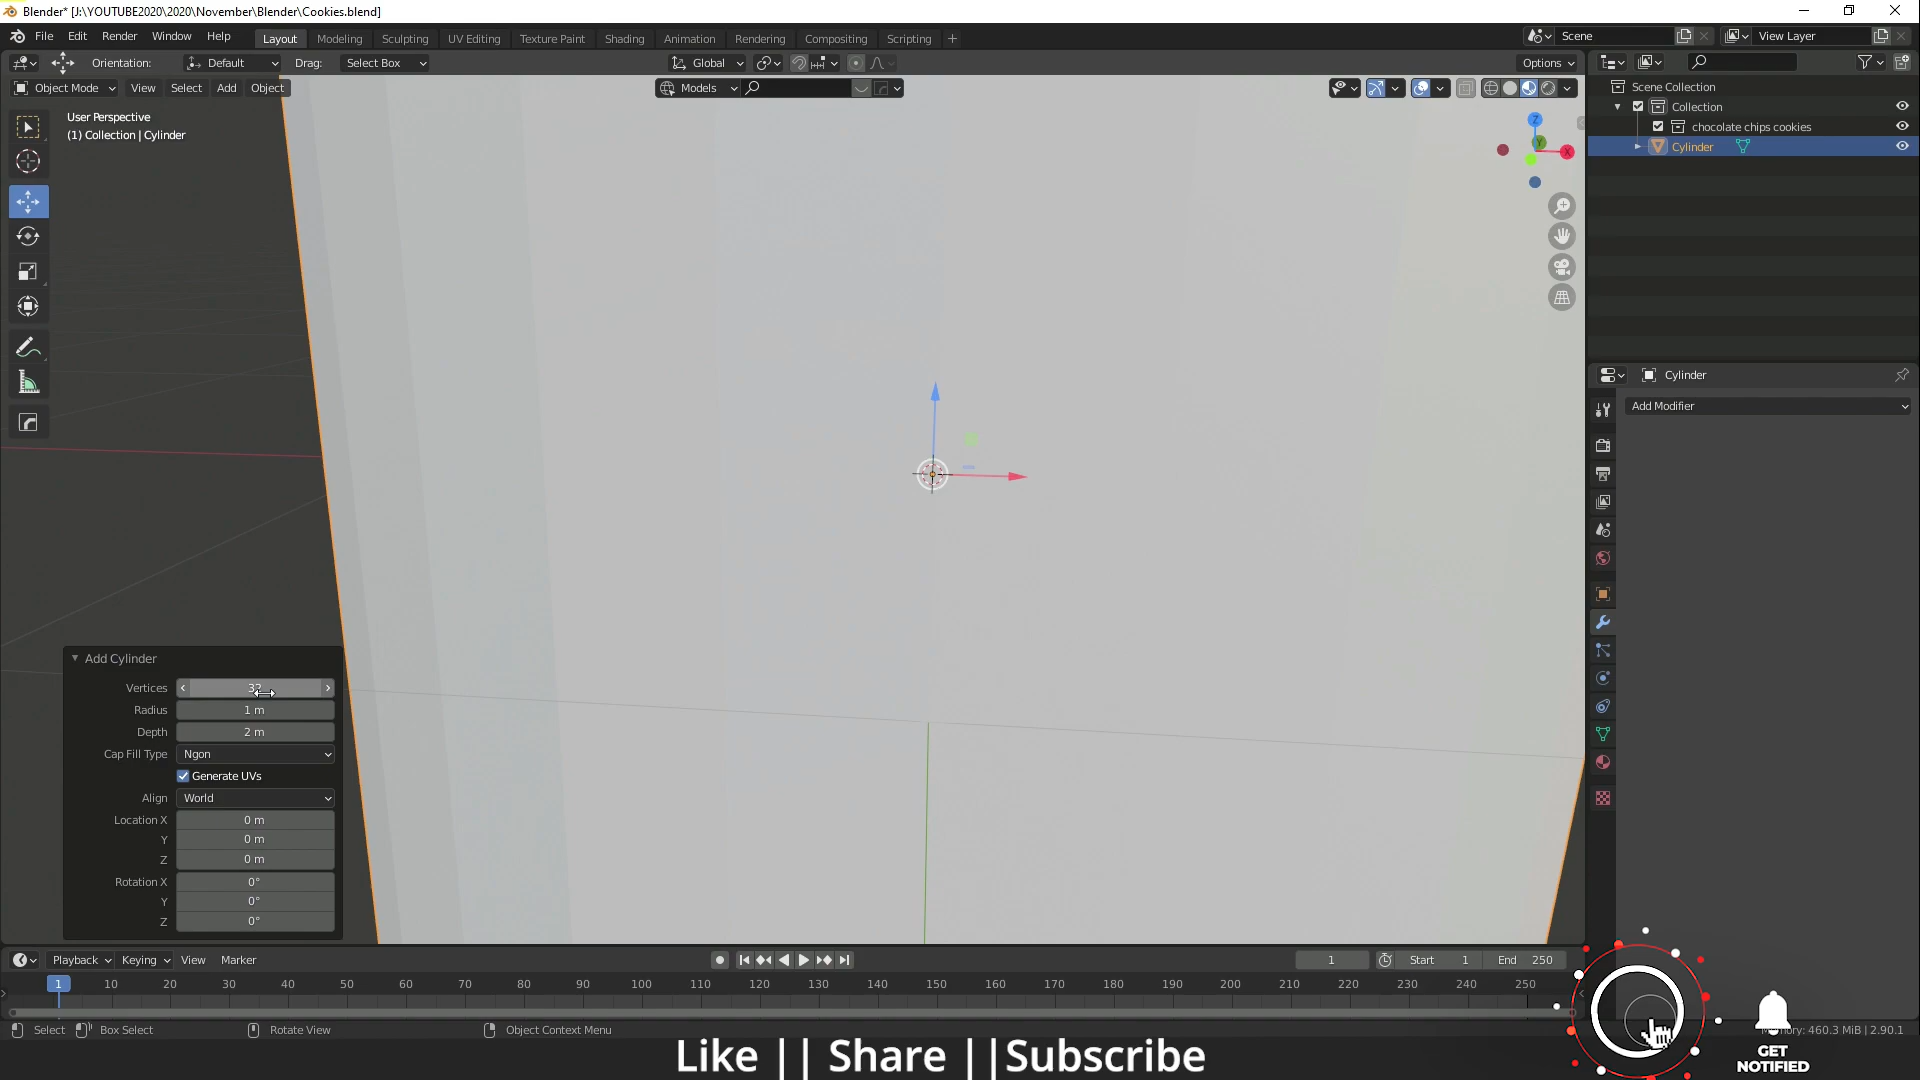 Blender* [J:\YOUTUBE2020\2020\November\Blender\Cookies.blend]
File Edit Render Window Help
Layout Modeling Sculpting UV Editing Texture Paint Shading Animation Rendering Compositing Scripting +
Scene
View Layer
Orientation: Default Drag: Select Box Global Options
Object Mode View Select Add Object Models
User Perspective
(1) Collection | Cylinder
Z
Y
X
Scene Collection
Collection
chocolate chips cookies
Cylinder
Cylinder
Add Modifier
Add Cylinder
Vertices 32
Radius 1 m
Depth 2 m
Cap Fill Type Ngon
Generate UVs
Align World
Location X 0 m
Y 0 m
Z 0 m
Rotation X 0°
Y 0°
Z 0°
Playback Keying View Marker 1 Start 1 End 250
1 10 20 30 40 50 60 70 80 90 100 110 120 130 140 150 160 170 180 190 200 210 220 230 240 250
Select Box Select Rotate View Object Context Menu
460.3 MiB | 2.90.1
Like || Share ||Subscribe
GET
NOTIFIED